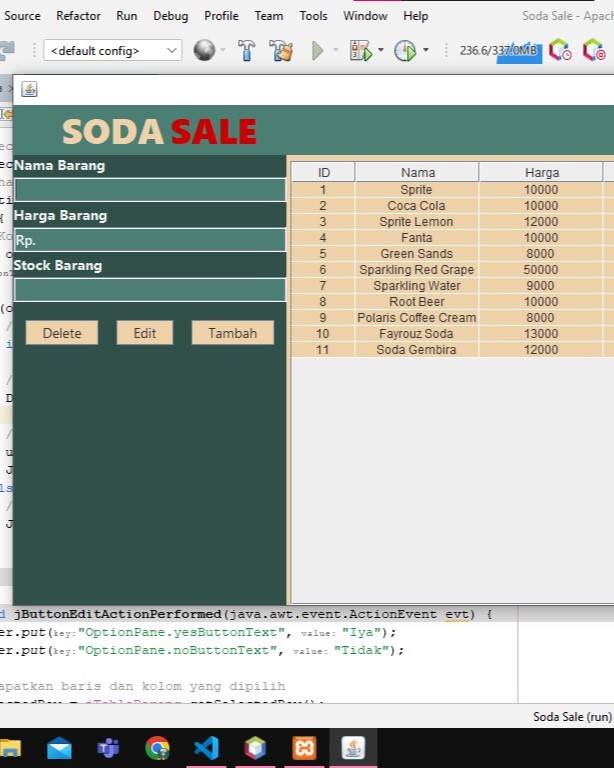 Source Refactor Run Debug Profile Team Tools Window Help Soda Sale - Apac
<default config> 236.6/337.0MB
SODA SALE
Nama Barang
Harga Barang
Rp.
Stock Barang
Delete Edit Tambah
ID Nama Harga
1 Sprite 10000
2 Coca Cola 10000
3 Sprite Lemon 12000
4 Fanta 10000
5 Green Sands 8000
6 Sparkling Red Grape 50000
7 Sparkling Water 9000
8 Root Beer 10000
9 Polaris Coffee Cream 8000
10 Fayrouz Soda 13000
11 Soda Gembira 12000
d jButtonEditActionPerformed(java.awt.event.ActionEvent evt) {
er.put(key:"OptionPane.yesButtonText", value: "Iya");
er.put(key:"OptionPane.noButtonText", value: "Tidak");
apatkan baris dan kolom yang dipilih
Soda Sale (run)